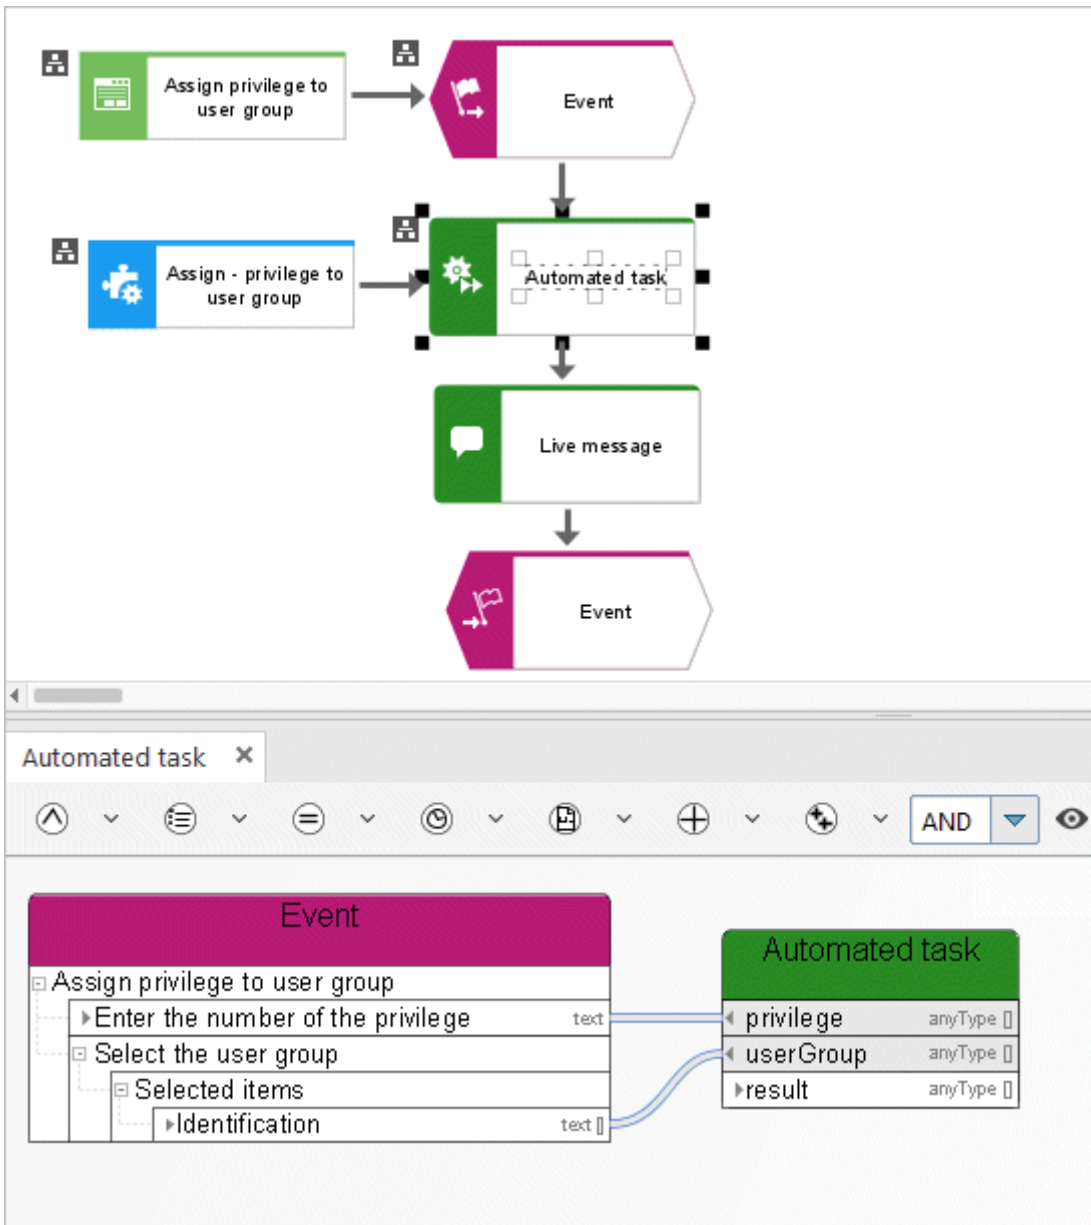 Assign privilege to
user group
Event
Assign - privilege to
user group
Automated task
Live message
Event
Automated task
AND
Event
Assign privilege to user group
Enter the number of the privilege text
Select the user group
Selected items
Identification text []
Automated task
privilege anyType []
userGroup anyType []
result anyType []